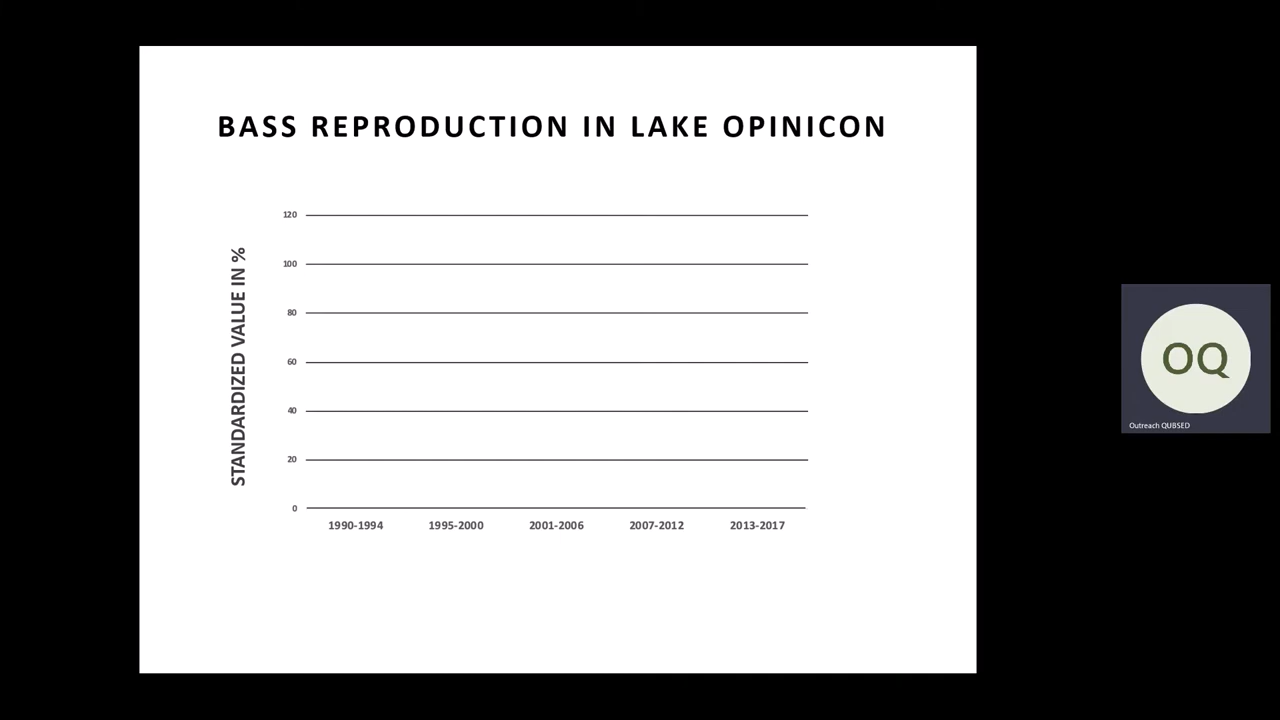 BASS REPRODUCTION IN LAKE OPINICON
STANDARDIZED VALUE IN %
120
100
80
60
40
20
0
1990-1994 1995-2000 2001-2006 2007-2012 2013-2017
OQ
Outreach QUBSED